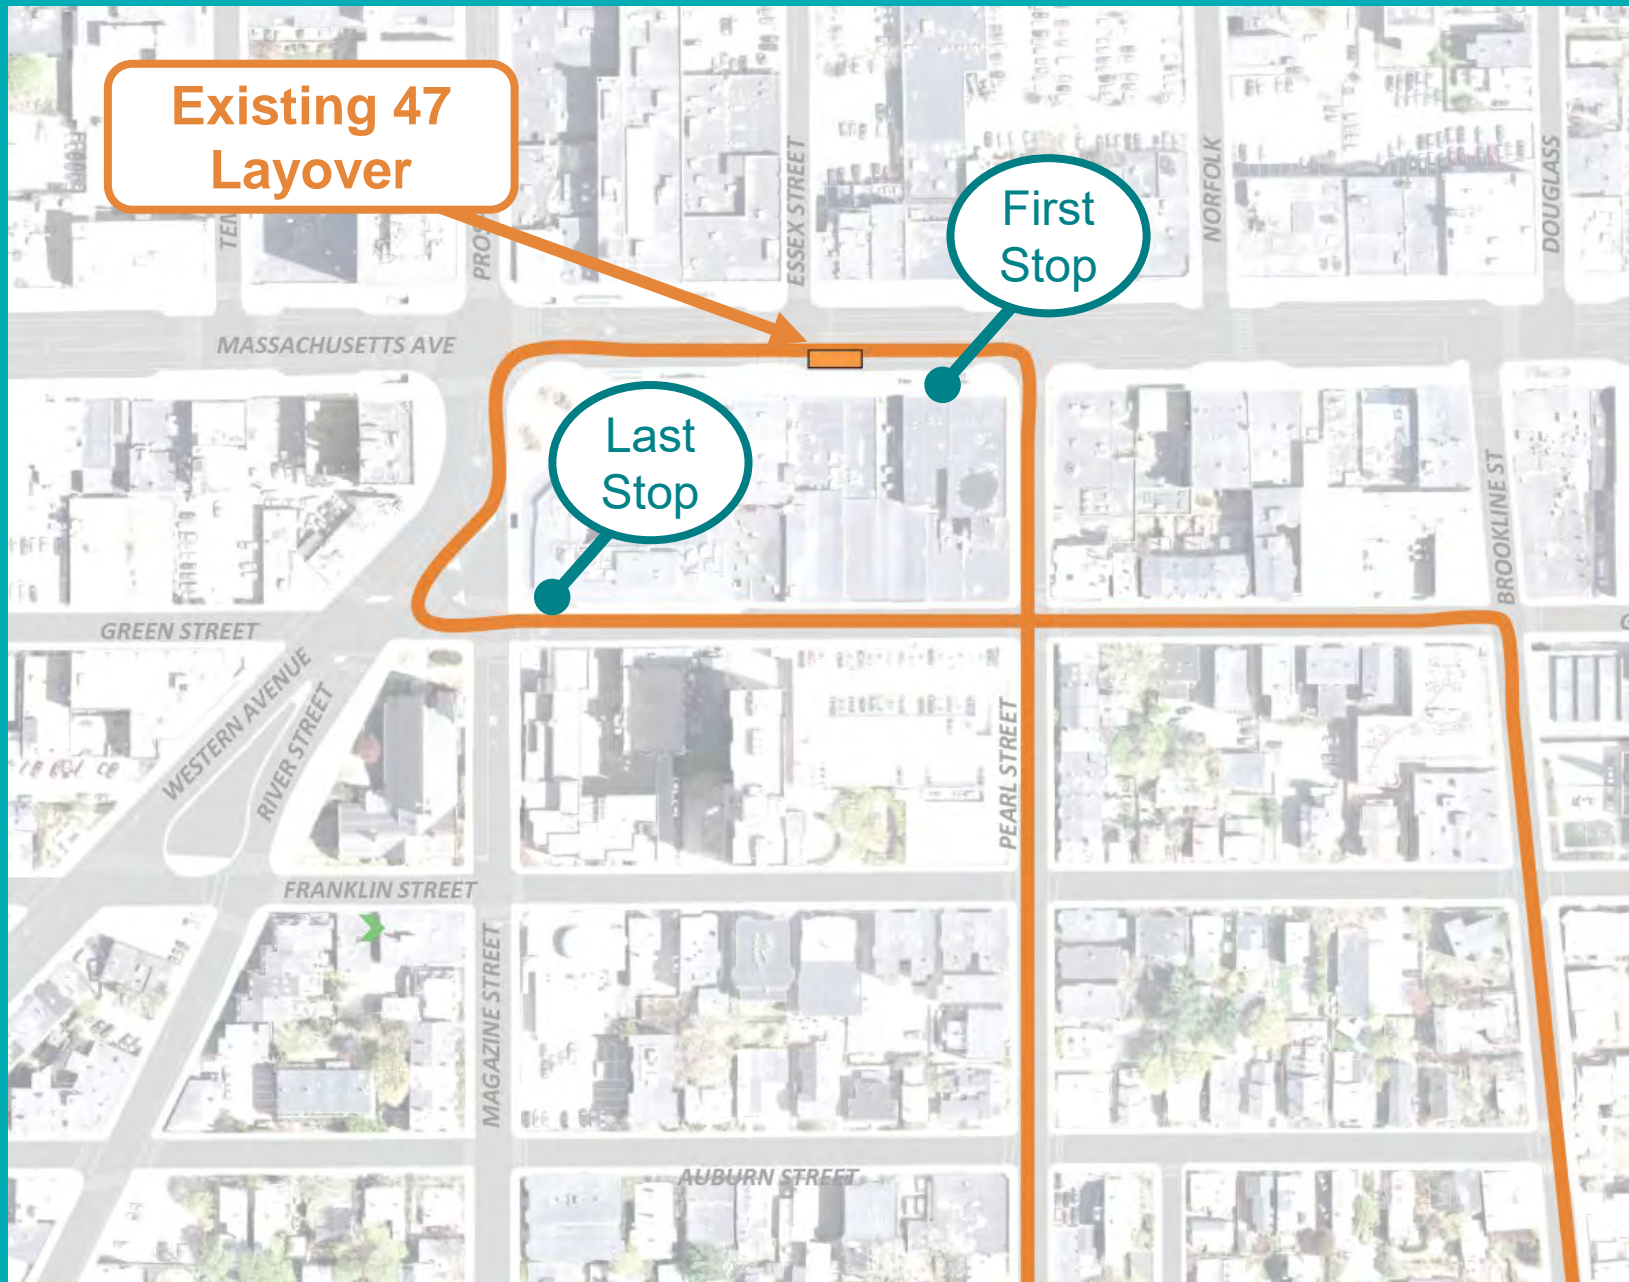 Existing 47
Layover
First
Stop
Last
Stop
ESSEX STREET
NORFOLK
DOUGLASS
MASSACHUSETTS AVE
BROOKLINE ST
GREEN STREET
WESTERN AVENUE
RIVER STREET
PEARL STREET
FRANKLIN STREET
MAGAZINE STREET
AUBURN STREET